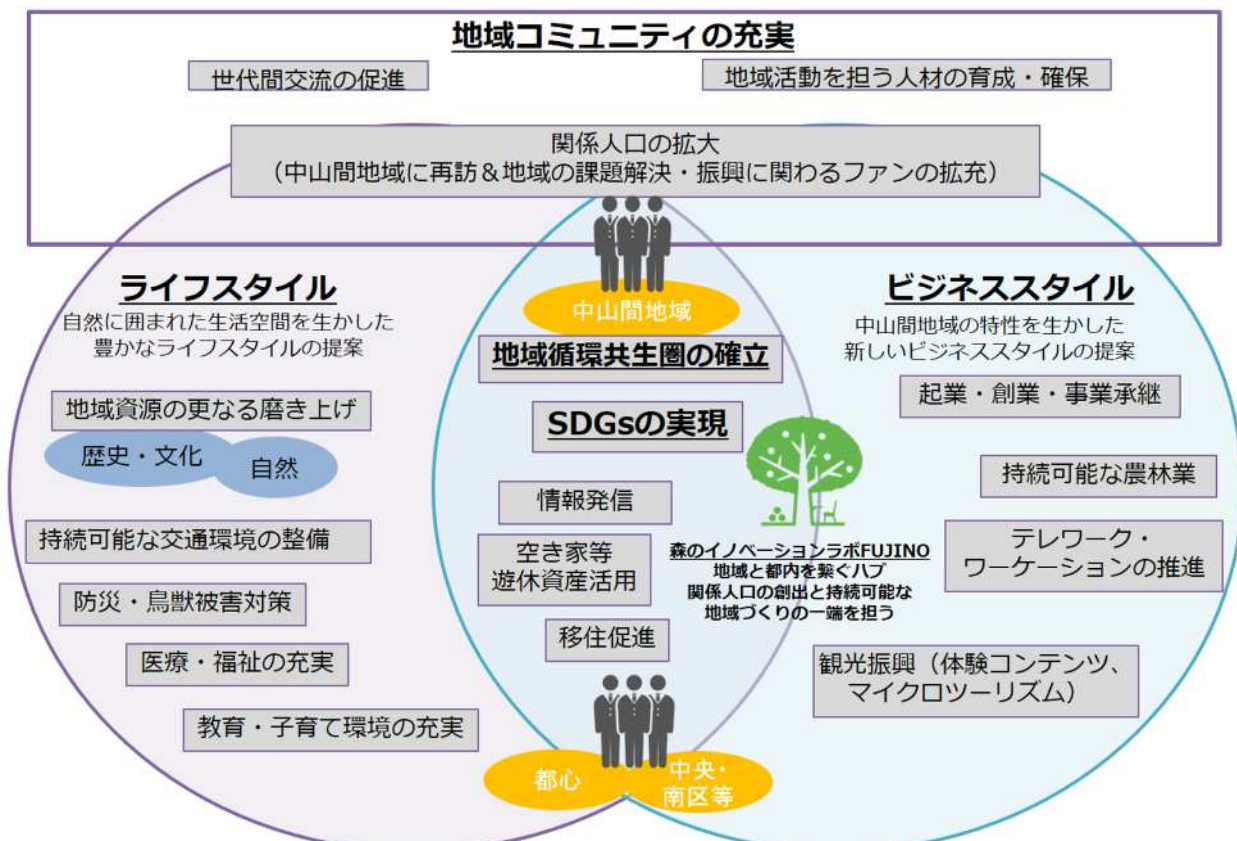 地域コミュニティの充実
世代間交流の促進
地域活動を担う人材の育成・確保
関係人口の拡大
（中山間地域に再訪＆地域の課題解決・振興に関わるファンの拡充）
ライフスタイル
自然に囲まれた生活空間を生かした
豊かなライフスタイルの提案
地域資源の更なる磨き上げ
歴史・文化
自然
持続可能な交通環境の整備
防災・鳥獣被害対策
医療・福祉の充実
教育・子育て環境の充実
中山間地域
地域循環共生圏の確立
SDGsの実現
情報発信
空き家等
遊休資産活用
移住促進
森のイノベーションラボFUJINO
地域と都内を繋ぐハブ
関係人口の創出と持続可能な
地域づくりの一端を担う
都心
中央・
南区等
ビジネススタイル
中山間地域の特性を生かした
新しいビジネススタイルの提案
起業・創業・事業承継
持続可能な農林業
テレワーク・
ワーケーションの推進
観光振興（体験コンテンツ、
マイクロツーリズム）